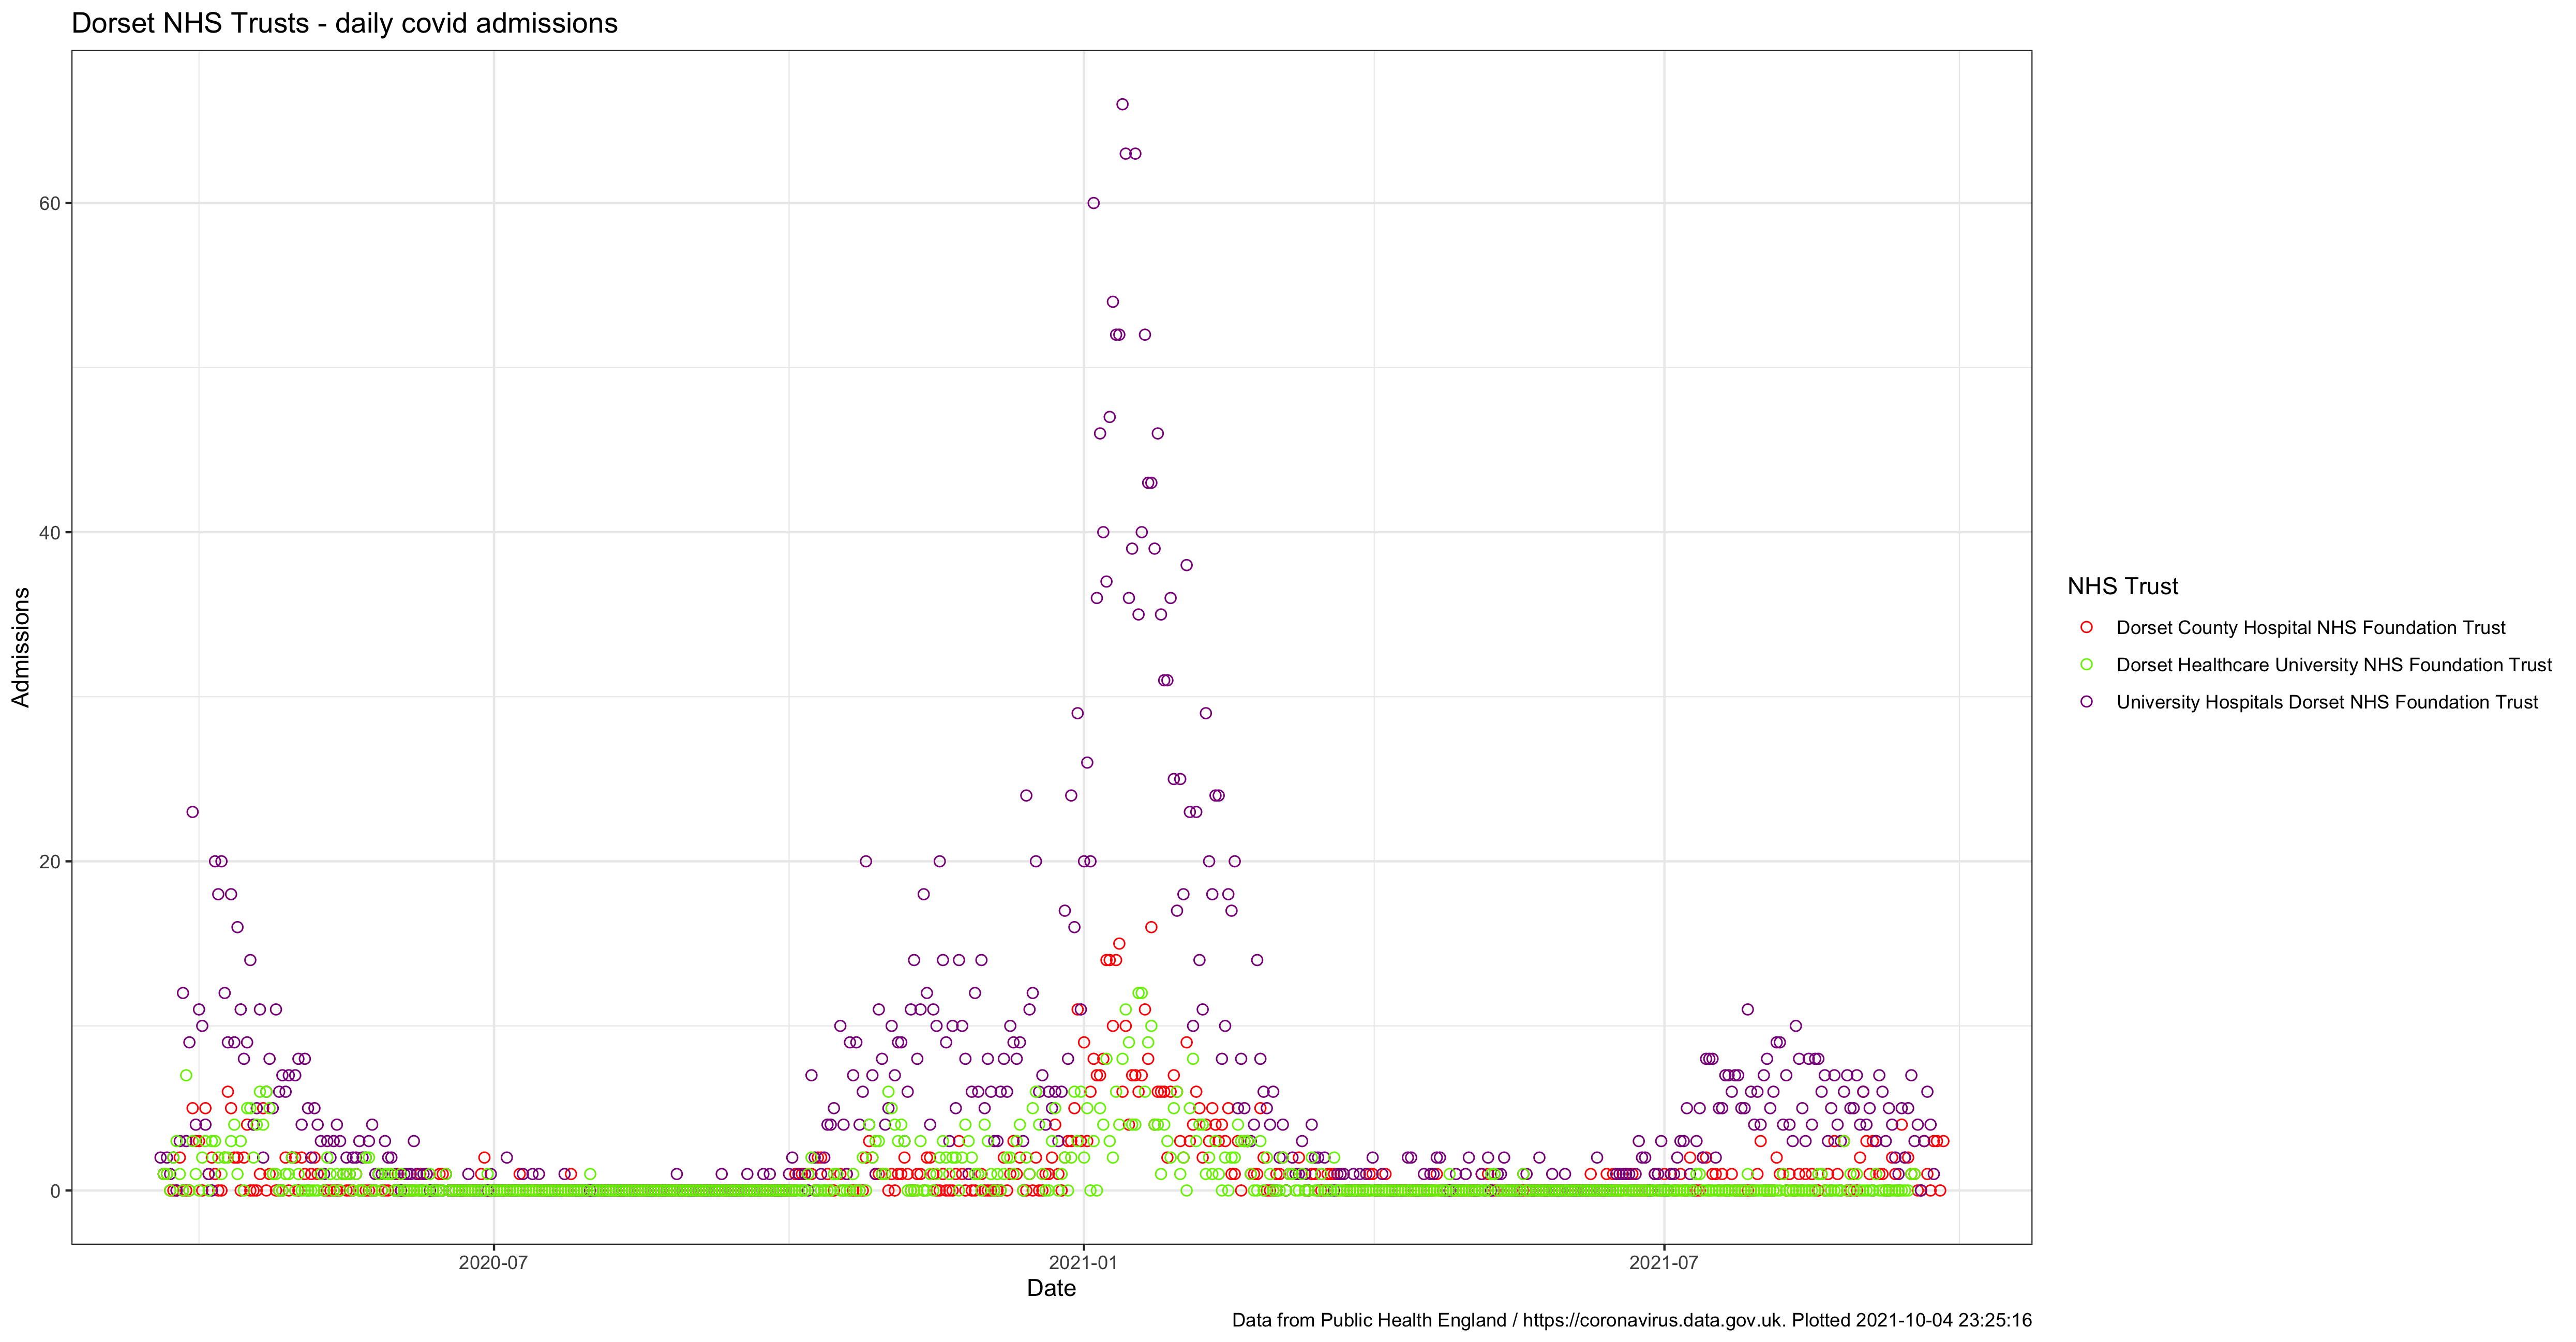 Dorset NHS Trusts - daily covid admissions
60
40
20
0
Admissions
2020-07
2021-01
2021-07
Date
NHS Trust
Dorset County Hospital NHS Foundation Trust
Dorset Healthcare University NHS Foundation Trust
University Hospitals Dorset NHS Foundation Trust
Data from Public Health England / https://coronavirus.data.gov.uk. Plotted 2021-10-04 23:25:16